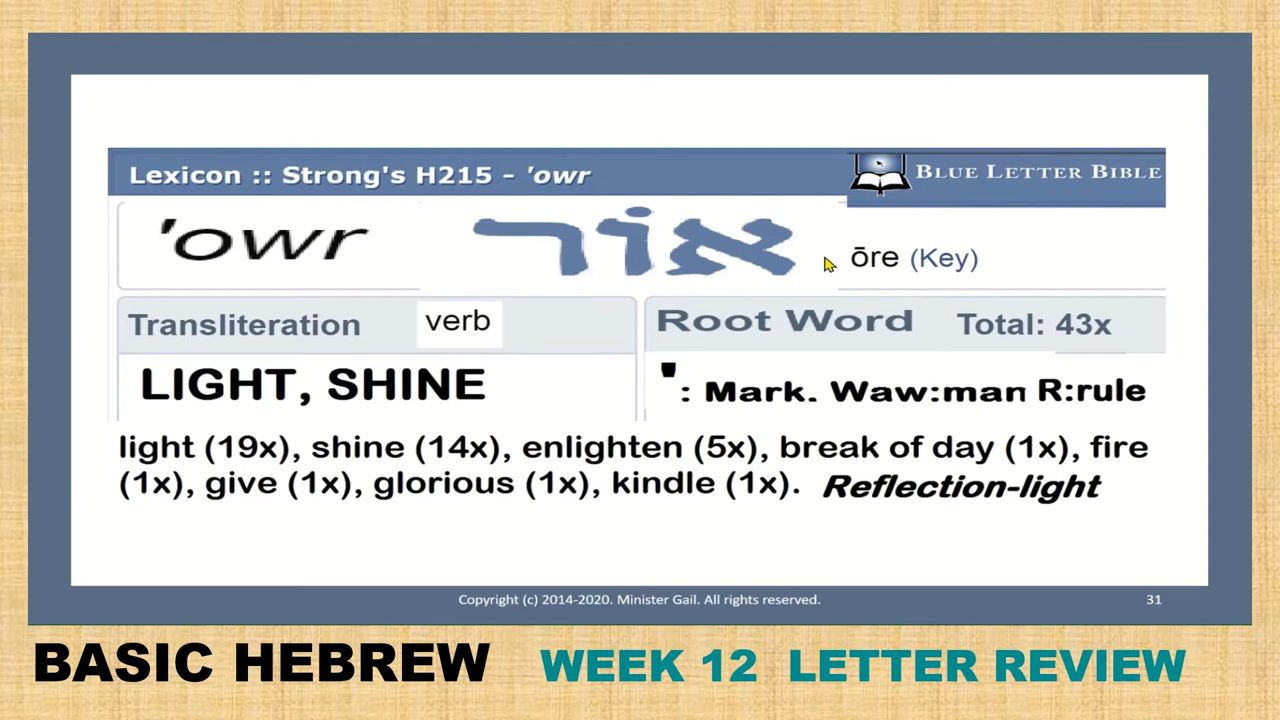 Lexicon :: Strong's H215 - 'owr
BLUE LETTER BIBLE
'owr אוֹר ōre (Key)
Transliteration verb
Root Word Total: 43x
LIGHT, SHINE
': Mark. Waw:man R:rule
light (19x), shine (14x), enlighten (5x), break of day (1x), fire
(1x), give (1x), glorious (1x), kindle (1x). Reflection-light
Copyright (c) 2014-2020. Minister Gail. All rights reserved.
31
BASIC HEBREW WEEK 12 LETTER REVIEW